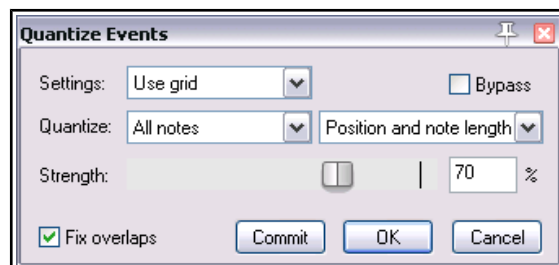 Quantize Events
Settings: Use grid Bypass
Quantize: All notes Position and note length
Strength: 70 %
Fix overlaps Commit OK Cancel